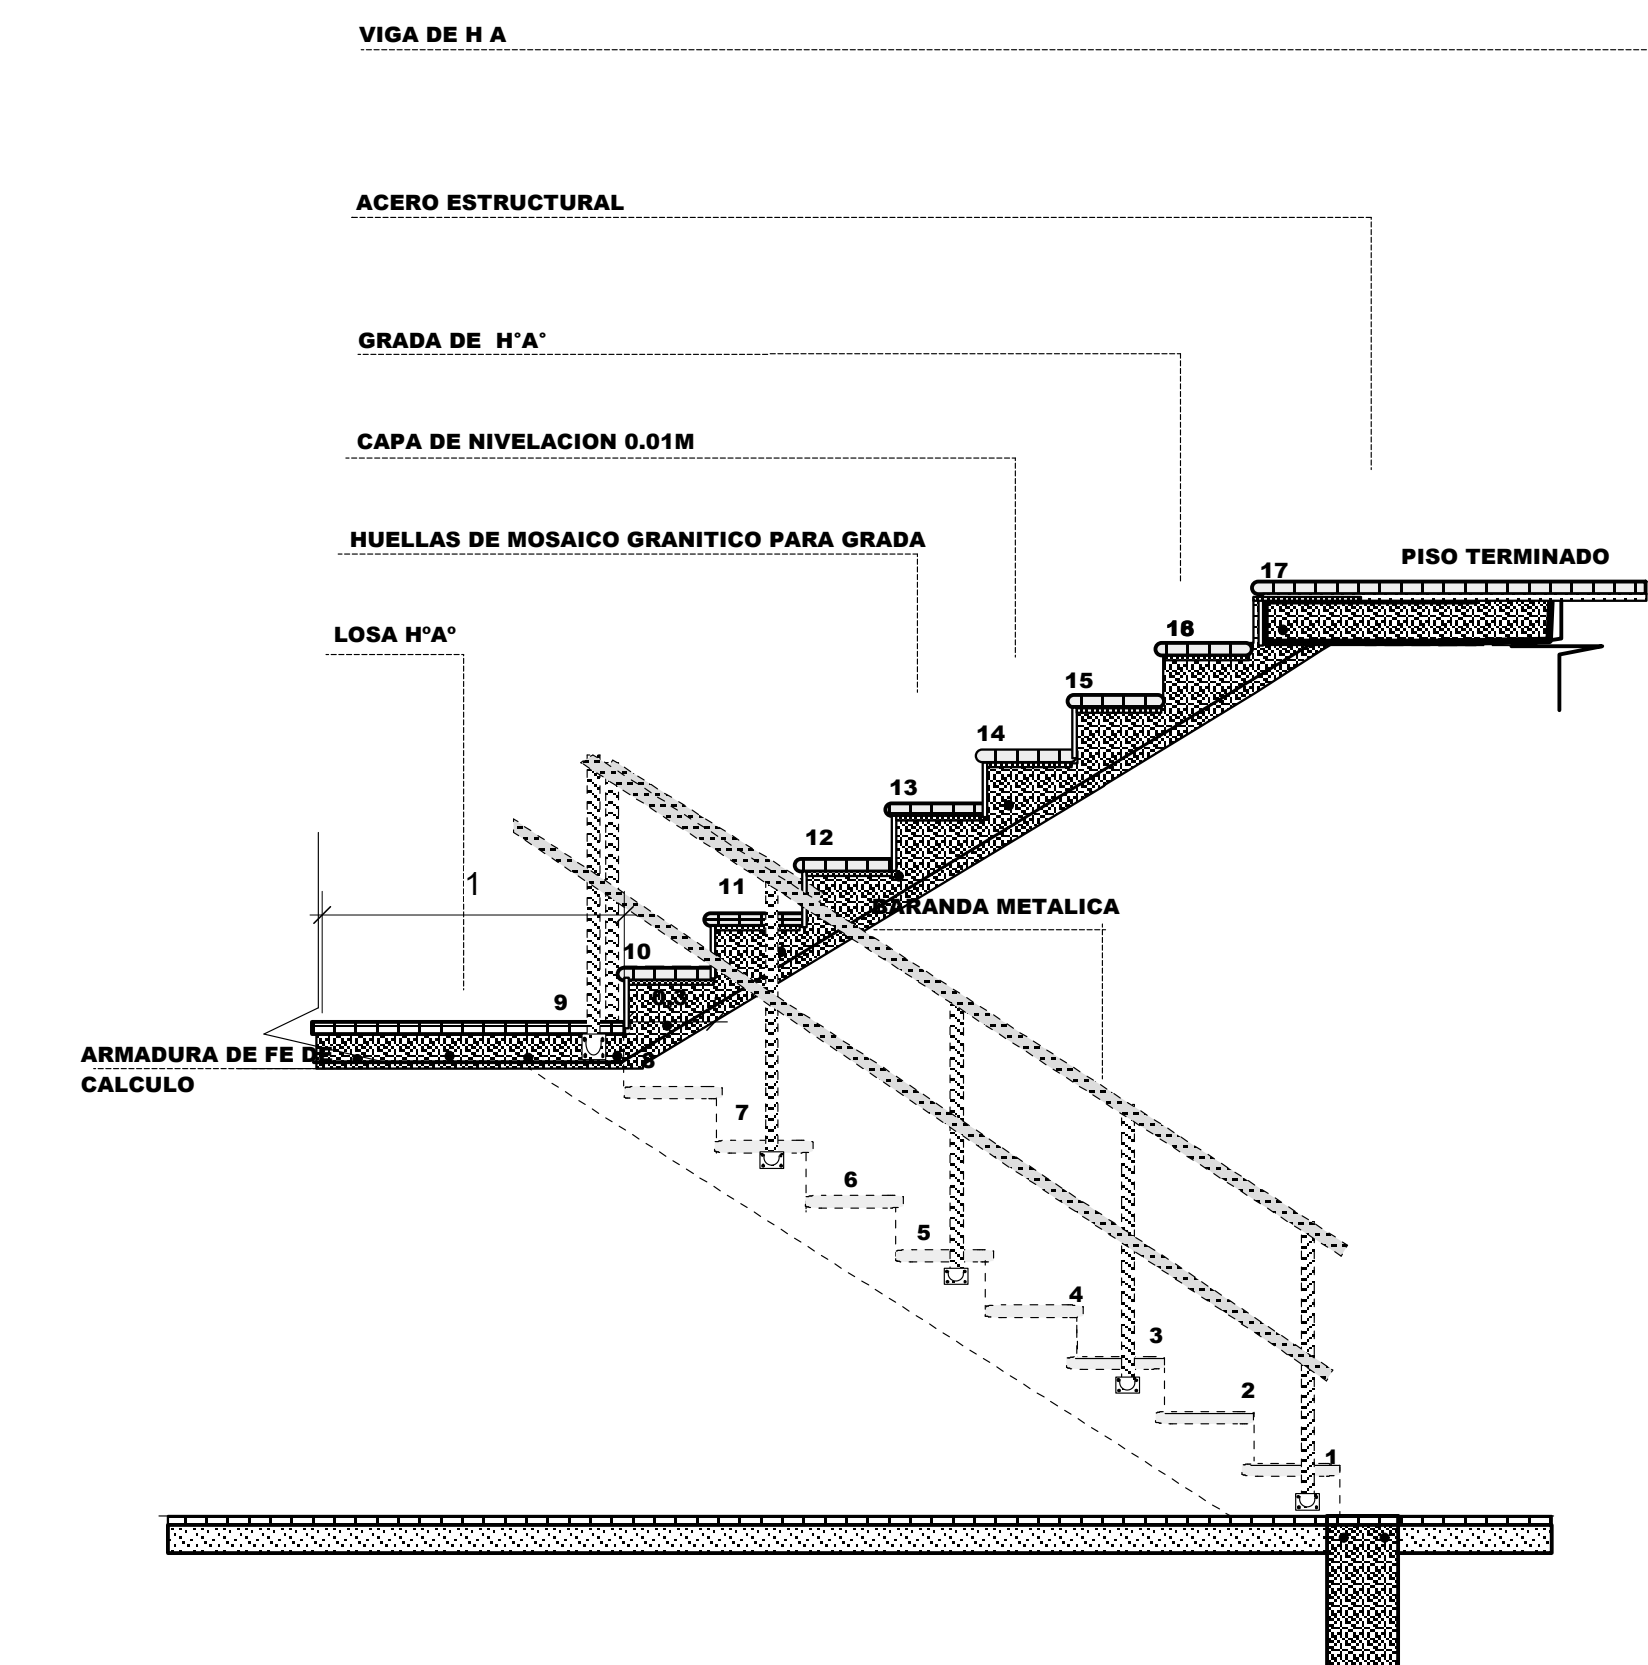 VIGA DE H A
ACERO ESTRUCTURAL
GRADA DE H°A°
CAPA DE NIVELACION 0.01M
HUELLAS DE MOSAICO GRANITICO PARA GRADA
PISO TERMINADO
17
LOSA HºAº
16
15
14
13
12
11
1
BARANDA METALICA
10
9
0.3
ARMADURA DE FE DE
CALCULO
8
7
6
5
4
3
2
1